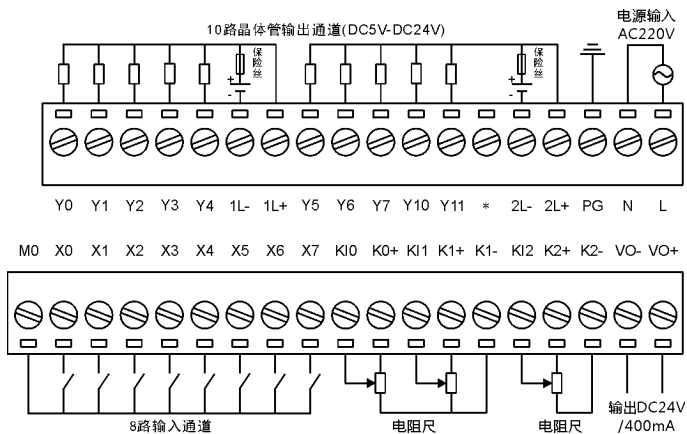 10路晶体管输出通道(DC5V-DC24V)
电源输入
AC220V
保险丝
+
-
保险丝
+
-
Y0 Y1 Y2 Y3 Y4 1L- 1L+ Y5 Y6 Y7 Y10 Y11 * 2L- 2L+ PG N L
M0 X0 X1 X2 X3 X4 X5 X6 X7 KI0 K0+ KI1 K1+ K1- KI2 K2+ K2- VO- VO+
8路输入通道
电阻尺
电阻尺
输出DC24V
/400mA